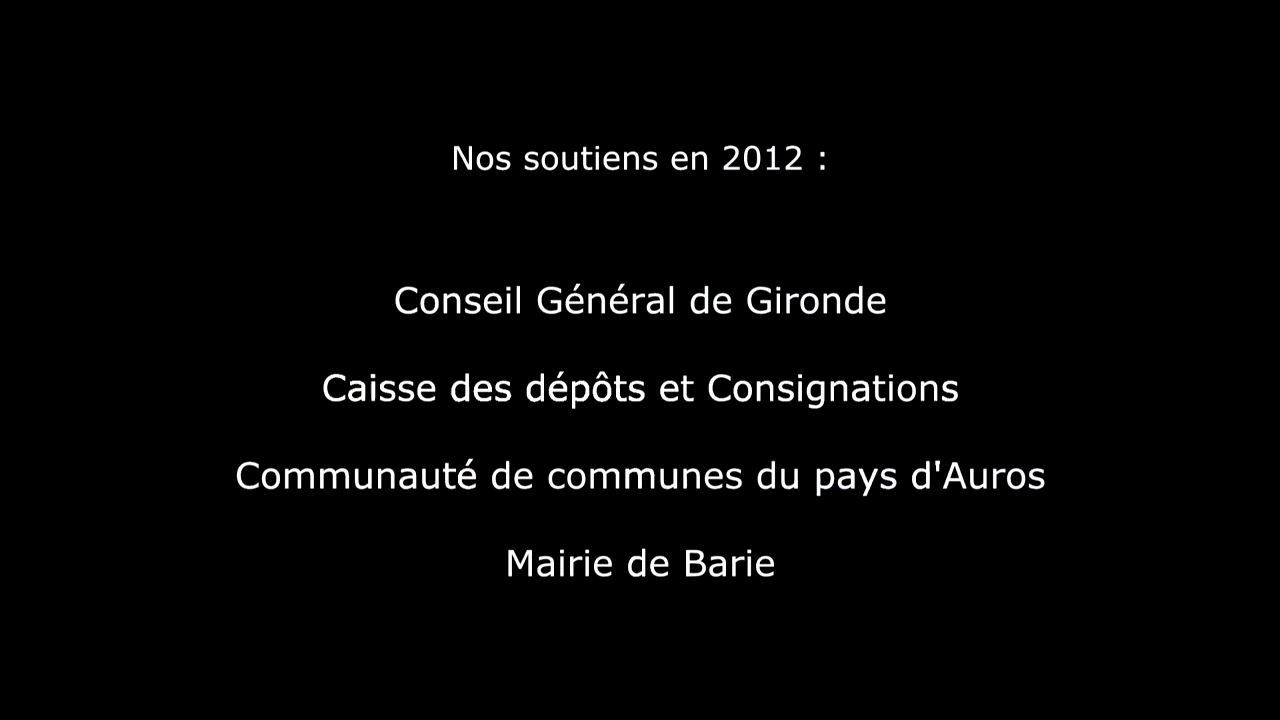 Nos soutiens en 2012 :
Conseil Général de Gironde
Caisse des dépôts et Consignations
Communauté de communes du pays d'Auros
Mairie de Barie